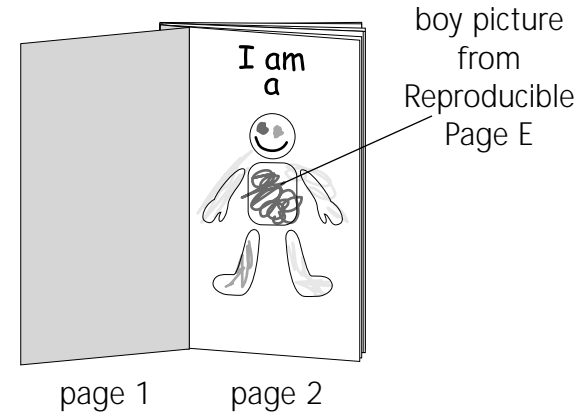 I am
a
boy picture
from
Reproducible
Page E
page 1
page 2